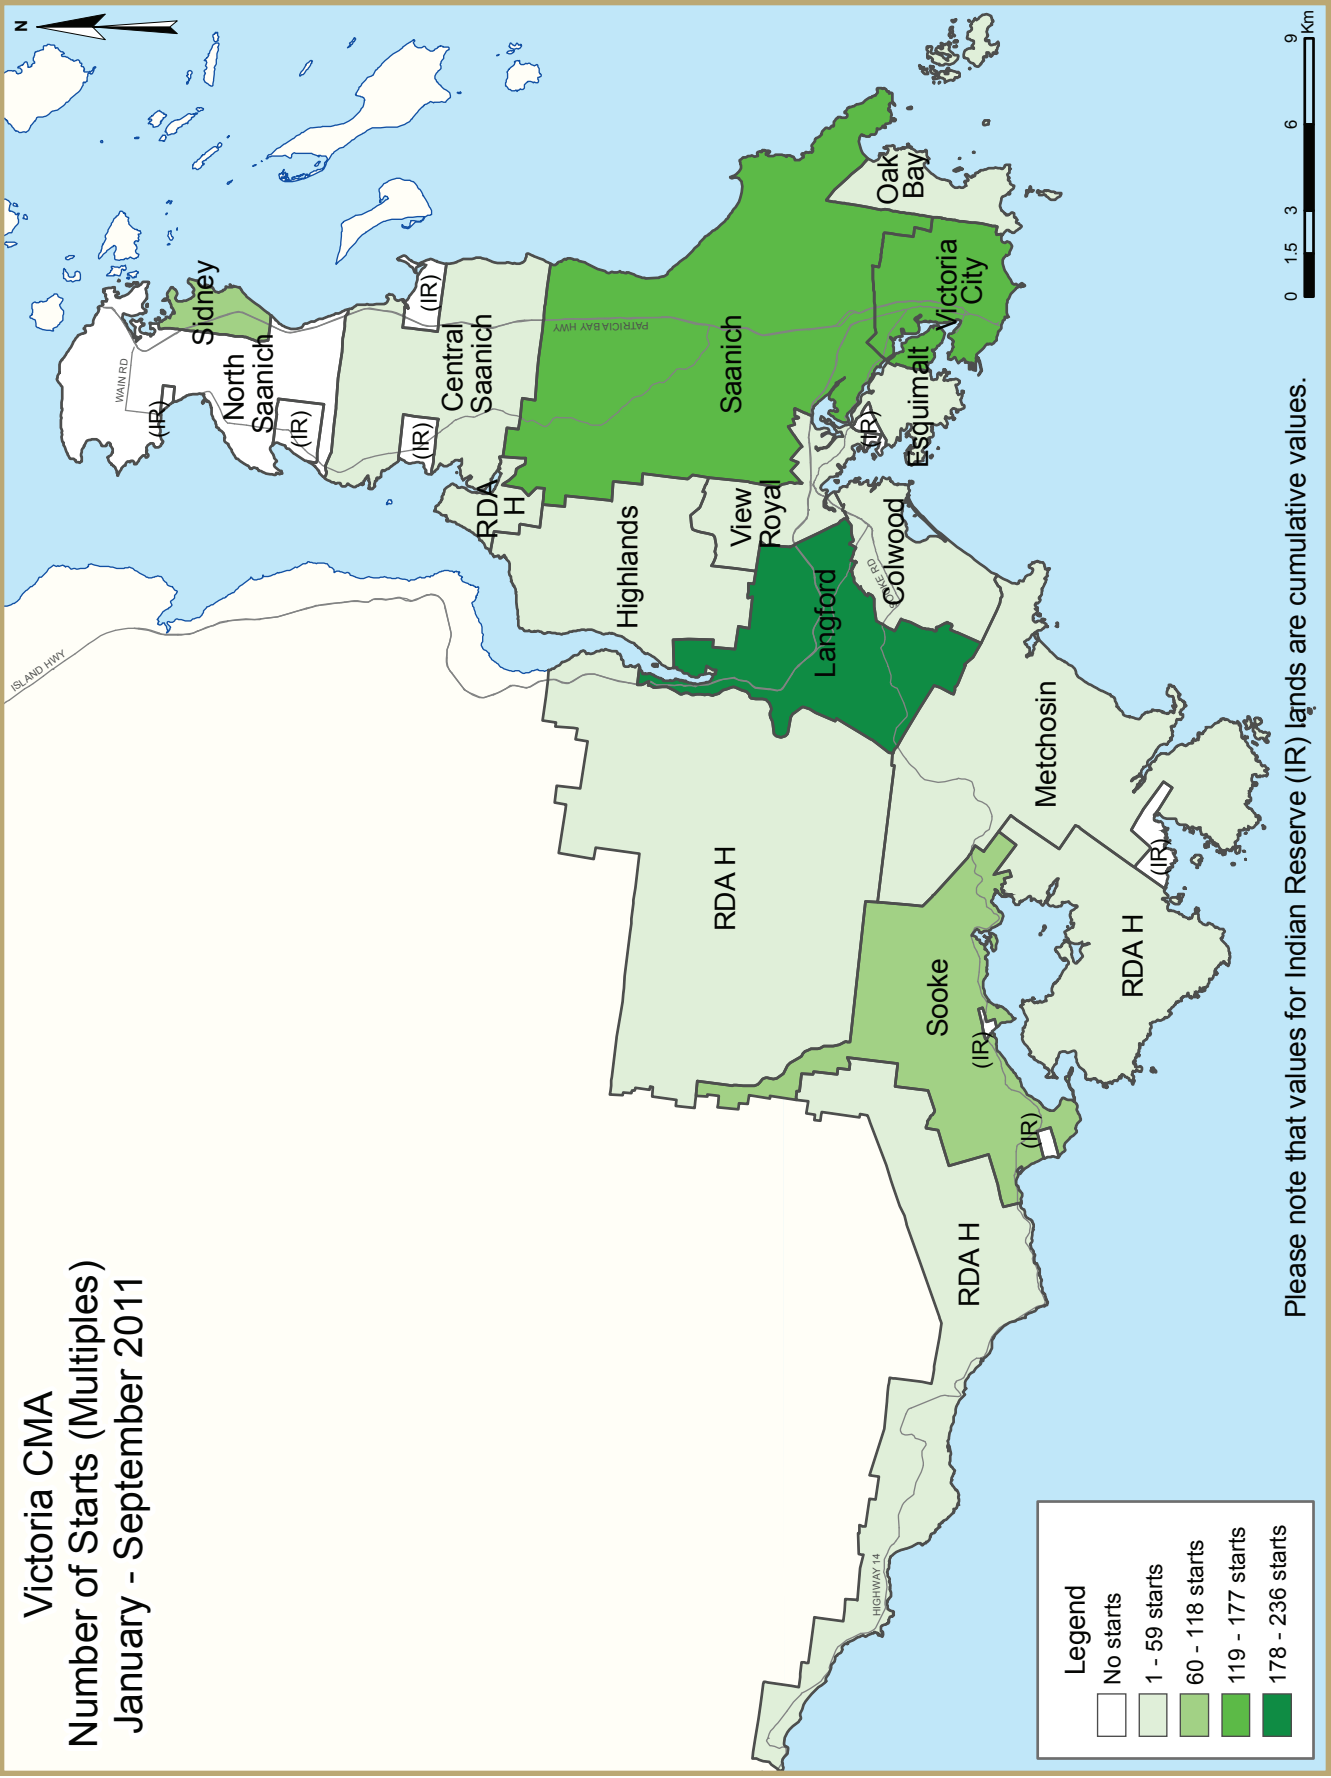 Victoria CMA
Number of Starts (Multiples)
January - September 2011
N
ISLAND HWY
WAIN RD
(IR)
Sidney
North
Saanich
(IR)
(IR)
(IR)
Central
Saanich
RDA
H
PATRICIA BAY HWY
Highlands
Saanich
View
Royal
Oak
Bay
Victoria
City
(IR)
Esquimalt
Langford
SOOKE RD
Colwood
RDA H
Metchosin
Sooke
(IR)
(IR)
(IR)
RDA H
RDA H
HIGHWAY 14
Legend
No starts
1 - 59 starts
60 - 118 starts
119 - 177 starts
178 - 236 starts
0 1.5 3 6 9
Km
Please note that values for Indian Reserve (IR) lands are cumulative values.